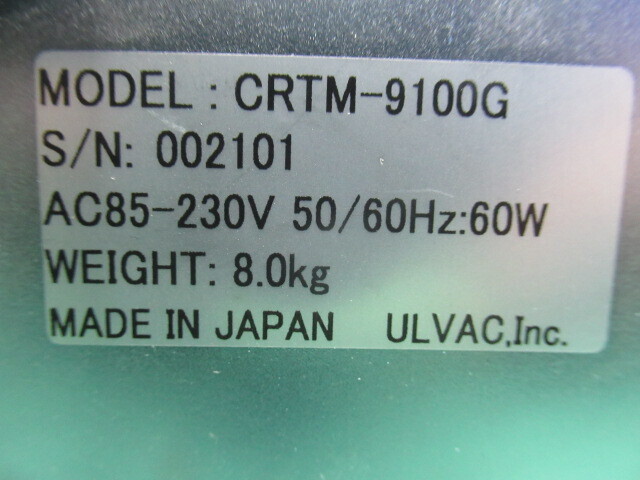 MODEL : CRTM-9100G
S/N: 002101
AC85-230V 50/60Hz:60W
WEIGHT: 8.0kg
MADE IN JAPAN ULVAC,Inc.